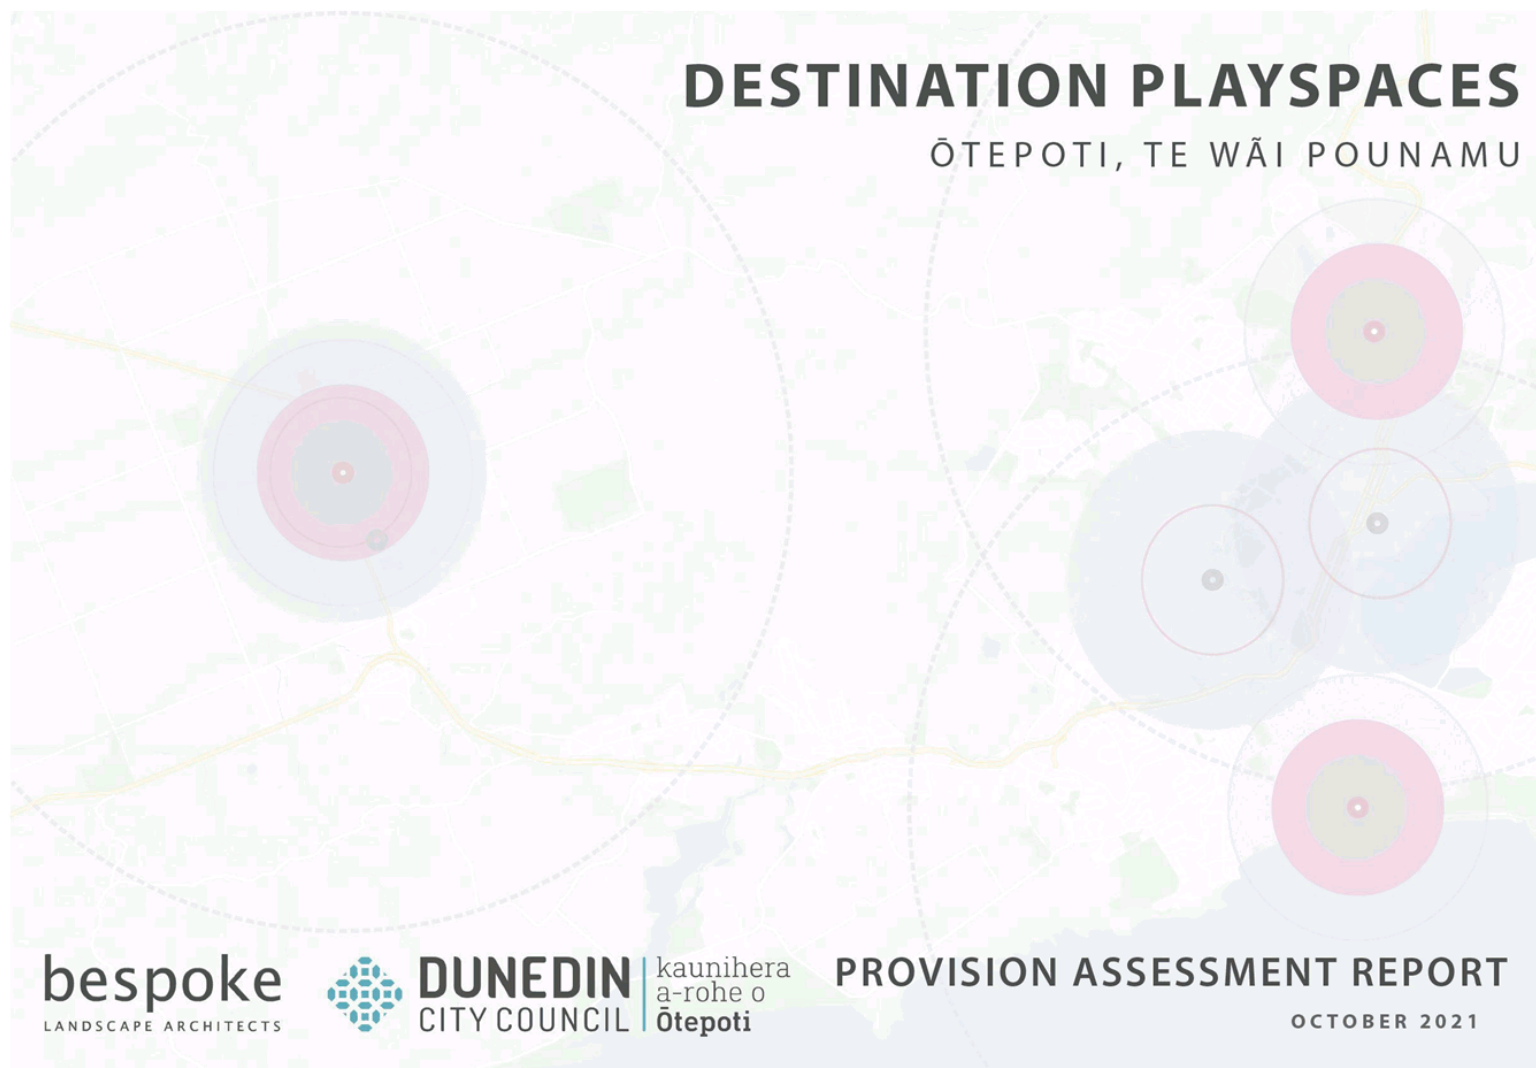 DESTINATION PLAYSPACES
ŌTEPOTI, TE WÃI POUNAMU
bespoke
LANDSCAPE ARCHITECTS
DUNEDIN
CITY COUNCIL
kaunihera
a-rohe o
Ōtepoti
PROVISION ASSESSMENT REPORT
OCTOBER 2021